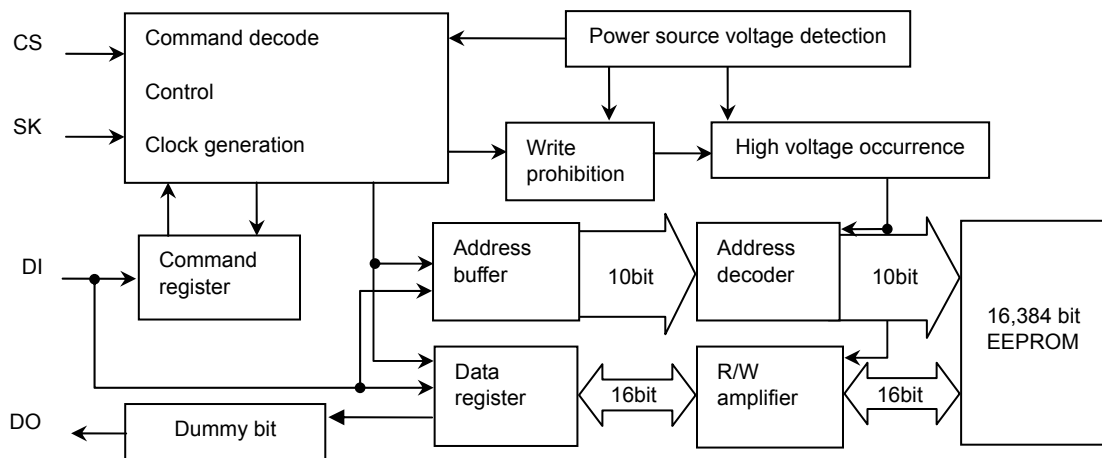 CS
Command decode
Power source voltage detection
Control
SK
Clock generation
Write
prohibition
High voltage occurrence
DI
Command
register
Address
buffer
10bit
Address
decoder
10bit
16,384 bit
EEPROM
Data
register
16bit
R/W
amplifier
16bit
DO
Dummy bit